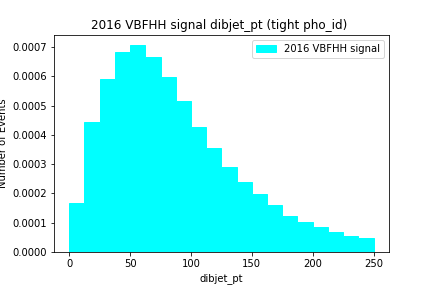 2016 VBFHH signal dibjet_pt (tight pho_id)
2016 VBFHH signal
0.0007
0.0006
0.0005
0.0004
0.0003
0.0002
0.0001
0.0000
Number of Events
0 50 100 150 200 250
dibjet_pt